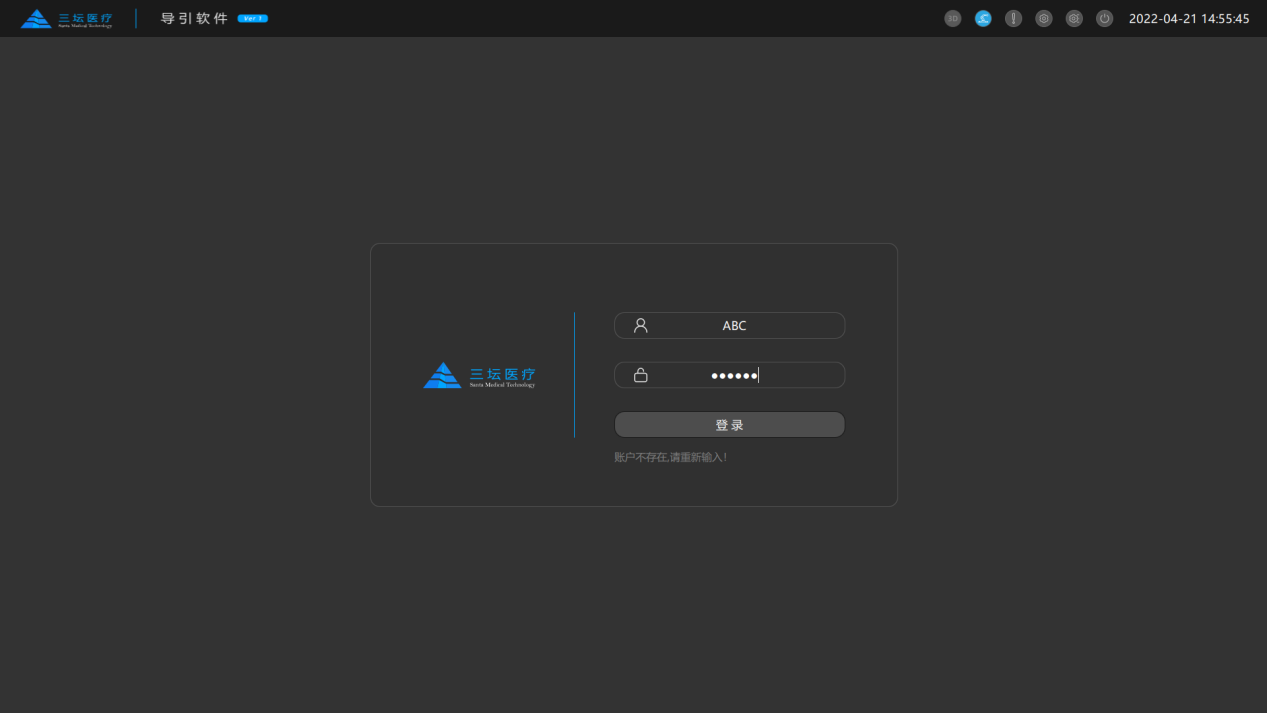 三坛医疗
Santa Medical Technology
导引软件 Ver 1
3D
2022-04-21 14:55:45
ABC
三坛医疗
Santa Medical Technology
••••••
登录
账户不存在,请重新输入!